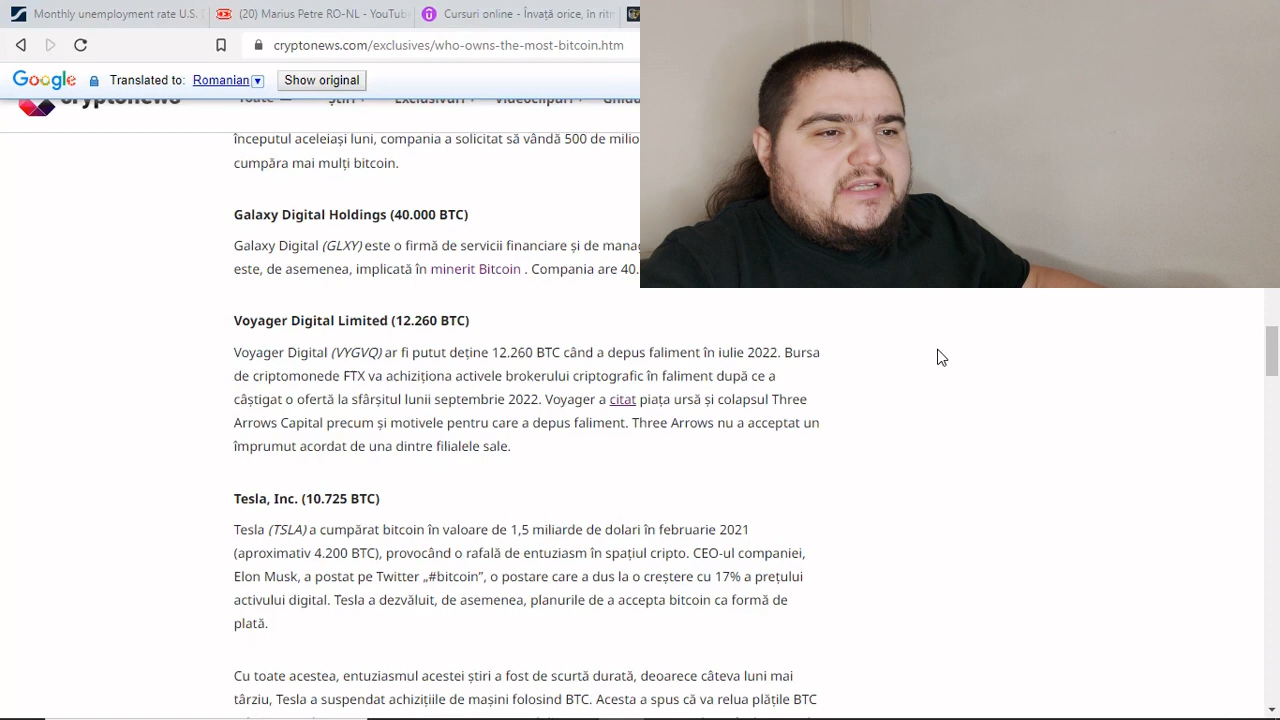 Monthly unemployment rate U.S.
(20) Marius Petre RO-NL - YouTub
Cursuri online - Învață orice, în ritm
cryptonews.com/exclusives/who-owns-the-most-bitcoin.htm
Google Translated to: Romanian Show original
cryptonews Toate Știri Exclusivuri Videoclipuri
începutul aceleiași luni, compania a solicitat să vândă 500 de milio
cumpăra mai mulți bitcoin.
Galaxy Digital Holdings (40.000 BTC)
Galaxy Digital (GLXY) este o firmă de servicii financiare și de manag
este, de asemenea, implicată în minerit Bitcoin . Compania are 40.
Voyager Digital Limited (12.260 BTC)
Voyager Digital (VYGVQ) ar fi putut deține 12.260 BTC când a depus faliment în iulie 2022. Bursa
de criptomonede FTX va achiziționa activele brokerului criptografic în faliment după ce a
câștigat o ofertă la sfârșitul lunii septembrie 2022. Voyager a citat piața ursă și colapsul Three
Arrows Capital precum și motivele pentru care a depus faliment. Three Arrows nu a acceptat un
împrumut acordat de una dintre filialele sale.
Tesla, Inc. (10.725 BTC)
Tesla (TSLA) a cumpărat bitcoin în valoare de 1,5 miliarde de dolari în februarie 2021
(aproximativ 4.200 BTC), provocând o rafală de entuziasm în spațiul cripto. CEO-ul companiei,
Elon Musk, a postat pe Twitter „#bitcoin”, o postare care a dus la o creștere cu 17% a prețului
activului digital. Tesla a dezvăluit, de asemenea, planurile de a accepta bitcoin ca formă de
plată.
Cu toate acestea, entuziasmul acestei știri a fost de scurtă durată, deoarece câteva luni mai
târziu, Tesla a suspendat achizițiile de mașini folosind BTC. Acesta a spus că va relua plățile BTC